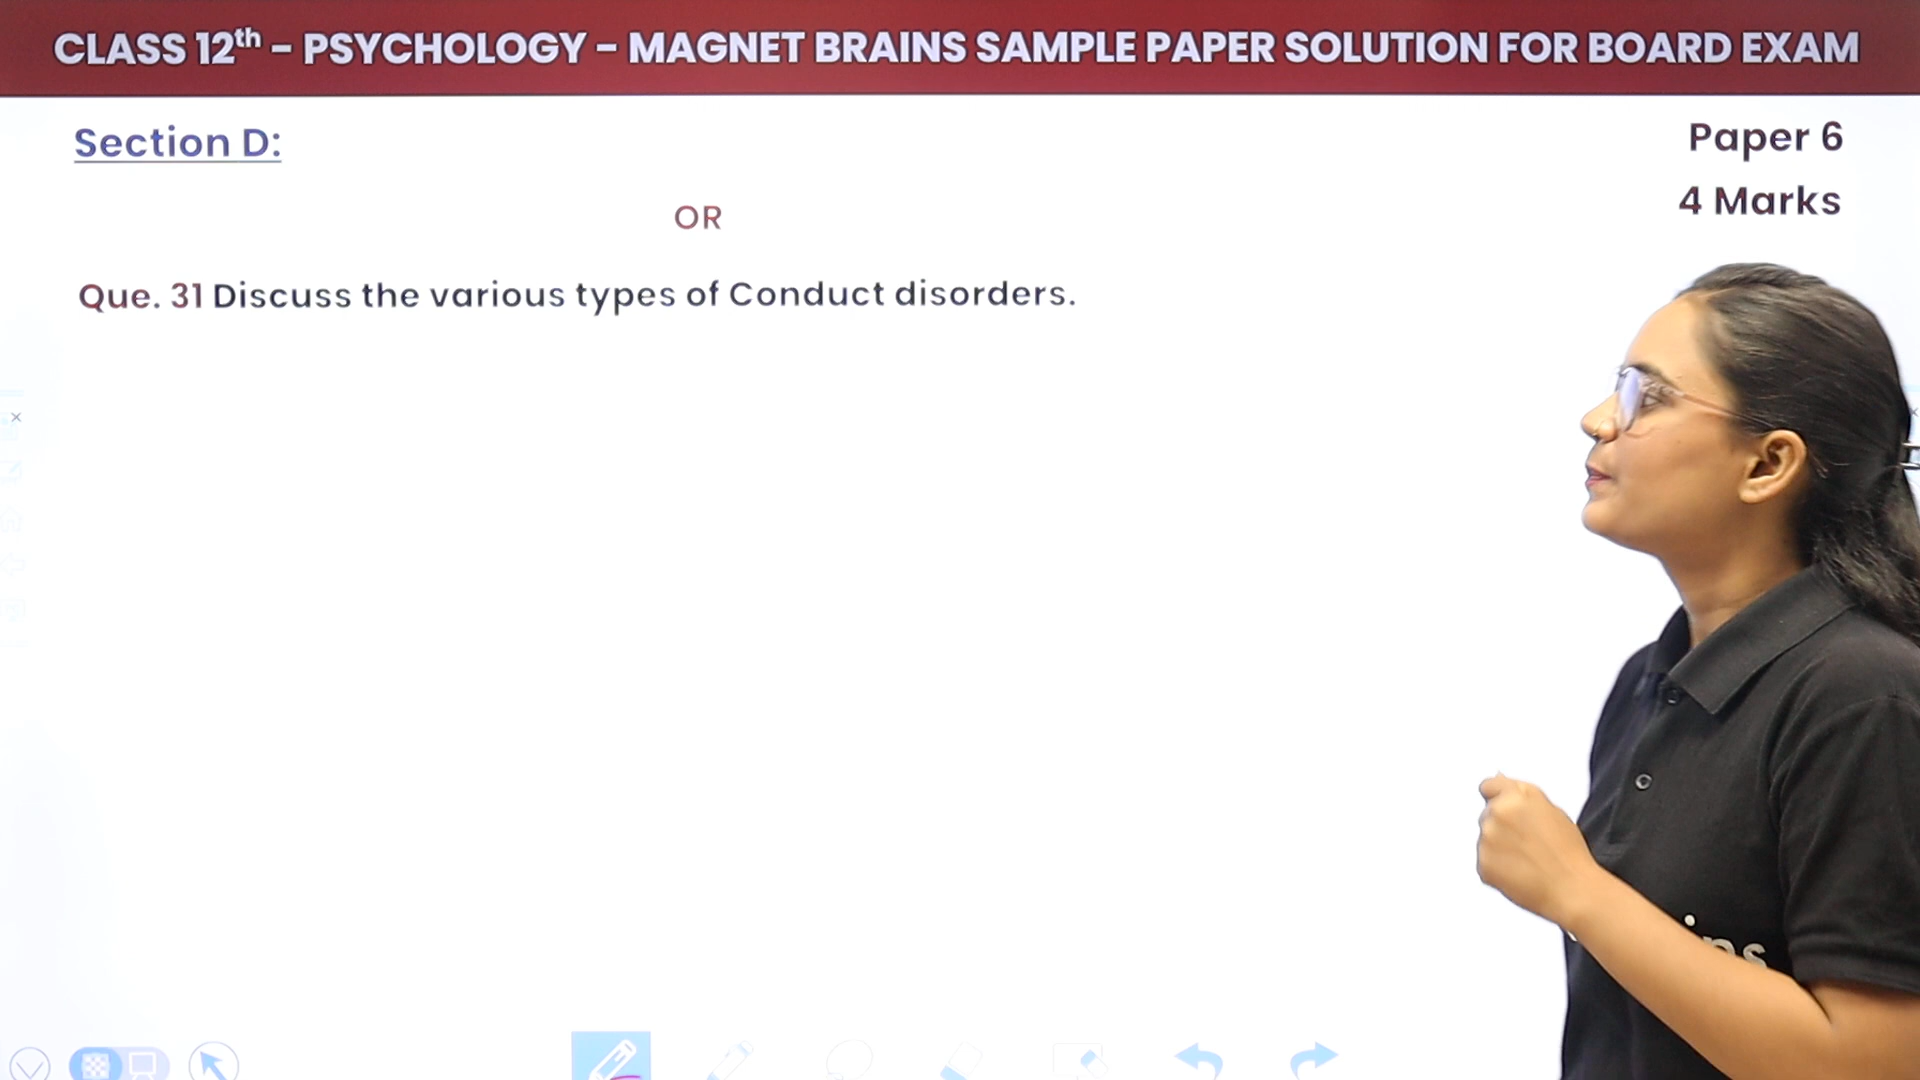 CLASS 12th - PSYCHOLOGY - MAGNET BRAINS SAMPLE PAPER SOLUTION FOR BOARD EXAM
Section D:
Paper 6
4 Marks
OR
Que. 31 Discuss the various types of Conduct disorders.